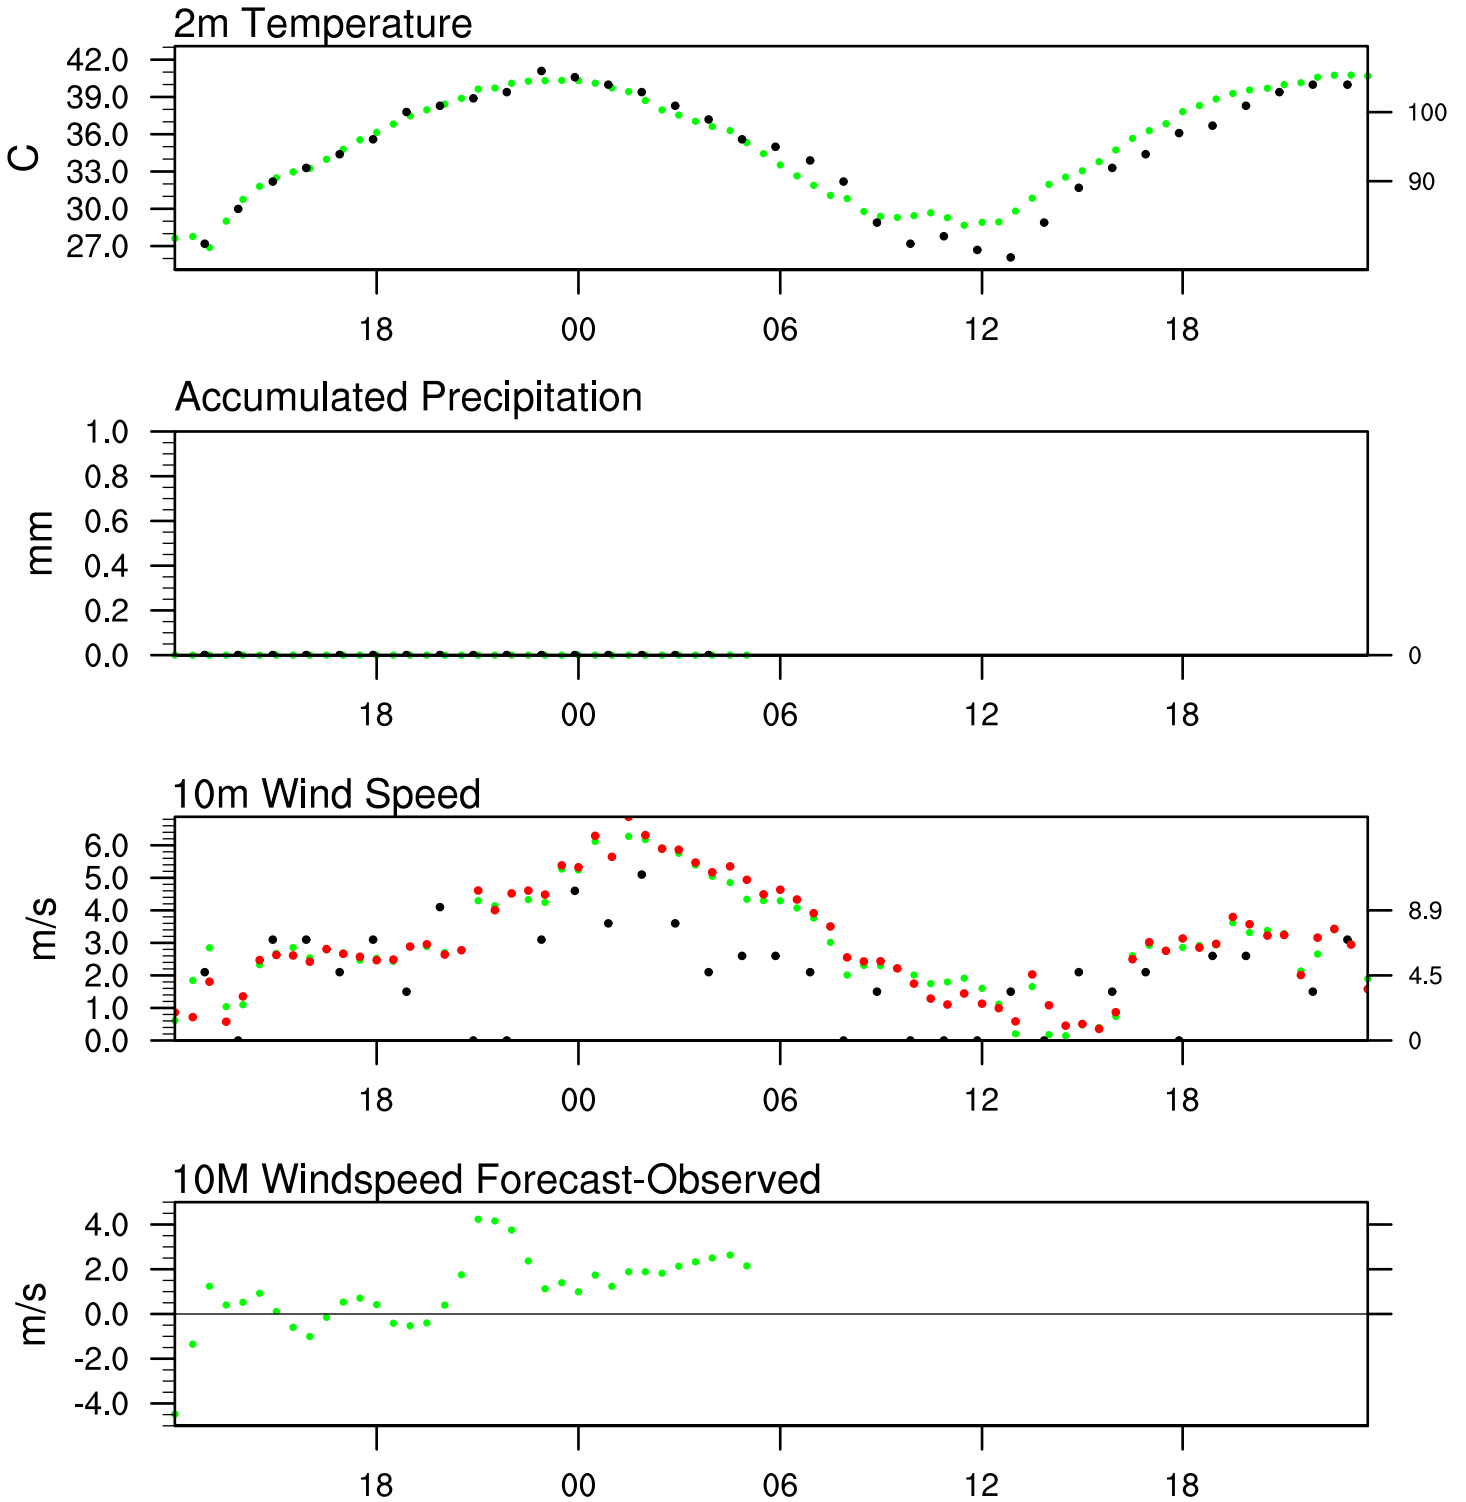 2m Temperature
42.0
39.0
36.0
33.0
30.0
27.0
C
100
90
18 00 06 12 18
Accumulated Precipitation
1.0
0.8
0.6
0.4
0.2
0.0
mm
0
18 00 06 12 18
10m Wind Speed
6.0
5.0
4.0
3.0
2.0
1.0
0.0
m/s
8.9
4.5
0
18 00 06 12 18
10M Windspeed Forecast-Observed
4.0
2.0
0.0
-2.0
-4.0
m/s
18 00 06 12 18